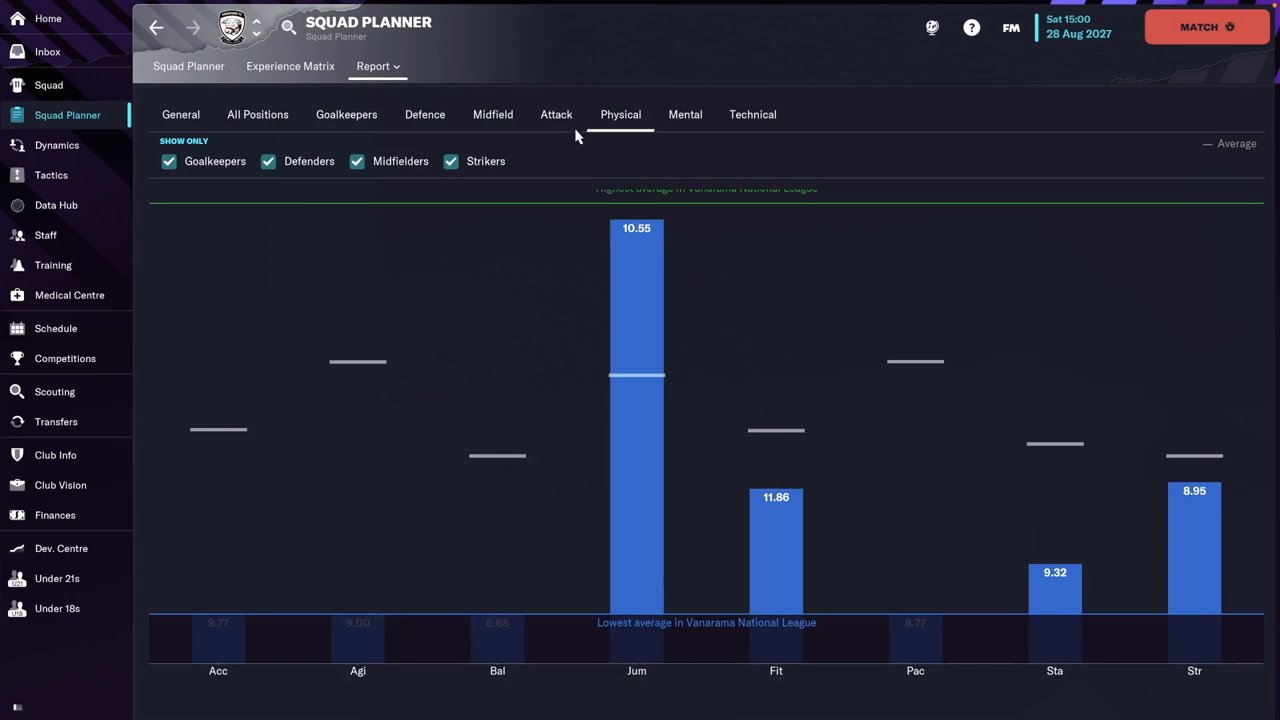 Home
Inbox
Squad
Squad Planner
Dynamics
Tactics
Data Hub
Staff
Training
Medical Centre
Schedule
Competitions
Scouting
Transfers
Club Info
Club Vision
Finances
Dev. Centre
Under 21s
Under 18s
SQUAD PLANNER
Squad Planner
FM
Sat 15:00
28 Aug 2027
MATCH
Squad Planner Experience Matrix Report
General All Positions Goalkeepers Defence Midfield Attack Physical Mental Technical
SHOW ONLY
Goalkeepers Defenders Midfielders Strikers
Average
Highest average in Vanarama National League
10.55
11.86
8.95
9.32
9.77 9.00 8.68 Lowest average in Vanarama National League 8.77
Acc Agi Bal Jum Fit Pac Sta Str